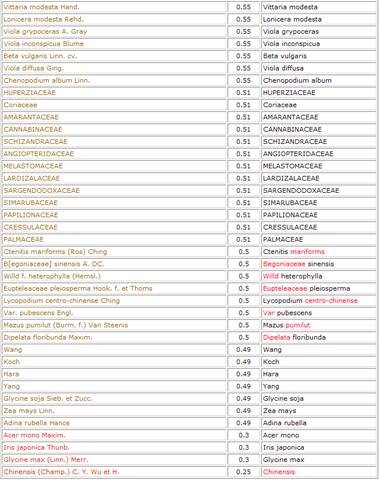 Vittaria modesta Hand. 0.55 Vittaria modesta
Lonicera modesta Rehd. 0.55 Lonicera modesta
Viola grypoceras A. Gray 0.55 Viola grypoceras
Viola inconspicua Blume 0.55 Viola inconspicua
Beta vulgaris Linn. cv. 0.55 Beta vulgaris
Viola diffusa Ging. 0.55 Viola diffusa
Chenopodium album Linn. 0.55 Chenopodium album
HUPERZIACEAE 0.51 HUPERZIACEAE
Coriaceae 0.51 Coriaceae
AMARANTACEAE 0.51 AMARANTACEAE
CANNABINACEAE 0.51 CANNABINACEAE
SCHIZANDRACEAE 0.51 SCHIZANDRACEAE
ANGIOPTERIDACEAE 0.51 ANGIOPTERIDACEAE
MELASTOMACEAE 0.51 MELASTOMACEAE
LARDIZALACEAE 0.51 LARDIZALACEAE
SARGENDODOXACEAE 0.51 SARGENDODOXACEAE
SIMARUBACEAE 0.51 SIMARUBACEAE
PAPILIONACEAE 0.51 PAPILIONACEAE
CRESSULACEAE 0.51 CRESSULACEAE
PALMACEAE 0.51 PALMACEAE
Ctenitis mariforms (Ros) Ching 0.5 Ctenitis mariforms
B[egoniaceae] sinensis A. DC. 0.5 Begoniaceae sinensis
Willd f. heterophylla (Hemsl.) 0.5 Willd heterophylla
Eupteleaceae pleiosperma Hook. f. et Thoms 0.5 Eupteleaceae pleiosperma
Lycopodium centro-chinense Ching 0.5 Lycopodium centro-chinense
Var. pubescens Engl. 0.5 Var pubescens
Mazus pumilut (Burm. f.) Van Steenis 0.5 Mazus pumilut
Dipelata floribunda Maxim. 0.5 Dipelata floribunda
Wang 0.49 Wang
Koch 0.49 Koch
Hara 0.49 Hara
Yang 0.49 Yang
Glycine soja Sieb. et Zucc. 0.49 Glycine soja
Zea mays Linn. 0.49 Zea mays
Adina rubella Hance 0.49 Adina rubella
Acer mono Maxim. 0.3 Acer mono
Iris japonica Thunb. 0.3 Iris japonica
Glycine max (Linn.) Merr. 0.3 Glycine max
Chinensis (Champ.) C. Y. Wu et H. 0.25 Chinensis